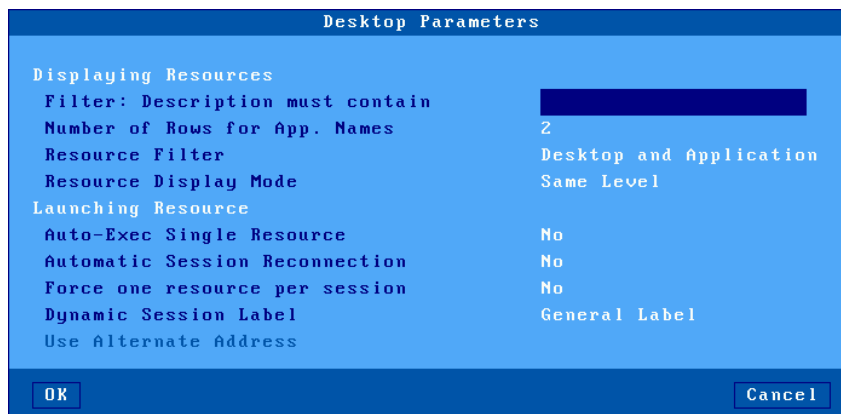 Desktop Parameters
Displaying Resources
Filter: Description must contain
Number of Rows for App. Names 2
Resource Filter Desktop and Application
Resource Display Mode Same Level
Launching Resource
Auto-Exec Single Resource No
Automatic Session Reconnection No
Force one resource per session No
Dynamic Session Label General Label
Use Alternate Address
OK Cancel